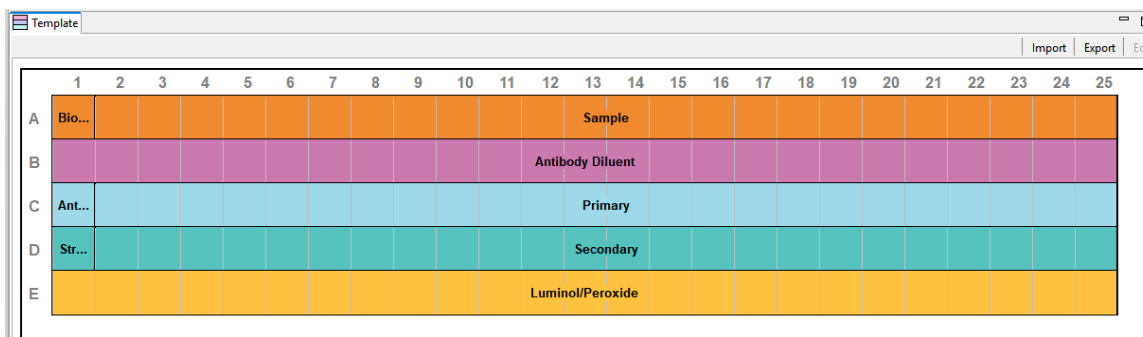 Template
Import Export
1 2 3 4 5 6 7 8 9 10 11 12 13 14 15 16 17 18 19 20 21 22 23 24 25
A Bio... Sample
B Antibody Diluent
C Ant... Primary
D Str... Secondary
E Luminol/Peroxide